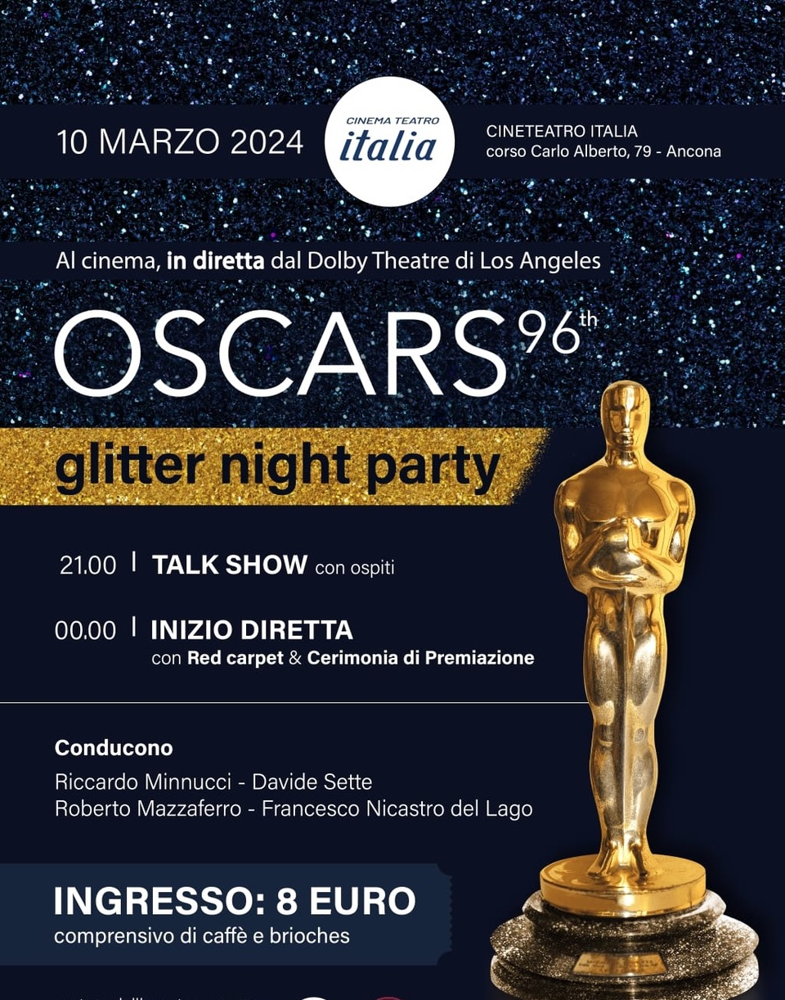 10 MARZO 2024
CINEMA TEATRO
italia
CINETEATRO ITALIA
corso Carlo Alberto, 79 - Ancona
Al cinema, in diretta dal Dolby Theatre di Los Angeles
OSCARS 96th
glitter night party
21.00 | TALK SHOW con ospiti
00.00 | INIZIO DIRETTA
con Red carpet & Cerimonia di Premiazione
Conducono
Riccardo Minnucci - Davide Sette
Roberto Mazzaferro - Francesco Nicastro del Lago
INGRESSO: 8 EURO
comprensivo di caffè e brioches